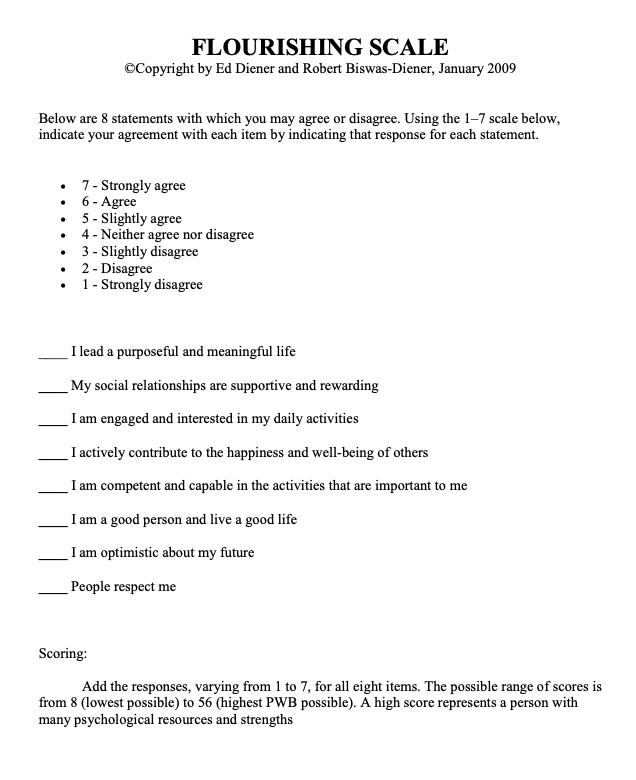 FLOURISHING SCALE
©Copyright by Ed Diener and Robert Biswas-Diener, January 2009
Below are 8 statements with which you may agree or disagree. Using the 1–7 scale below,
indicate your agreement with each item by indicating that response for each statement.
• 7 - Strongly agree
• 6 - Agree
• 5 - Slightly agree
• 4 - Neither agree nor disagree
• 3 - Slightly disagree
• 2 - Disagree
• 1 - Strongly disagree
____ I lead a purposeful and meaningful life
____ My social relationships are supportive and rewarding
____ I am engaged and interested in my daily activities
____ I actively contribute to the happiness and well-being of others
____ I am competent and capable in the activities that are important to me
____ I am a good person and live a good life
____ I am optimistic about my future
____ People respect me
Scoring:
Add the responses, varying from 1 to 7, for all eight items. The possible range of scores is
from 8 (lowest possible) to 56 (highest PWB possible). A high score represents a person with
many psychological resources and strengths